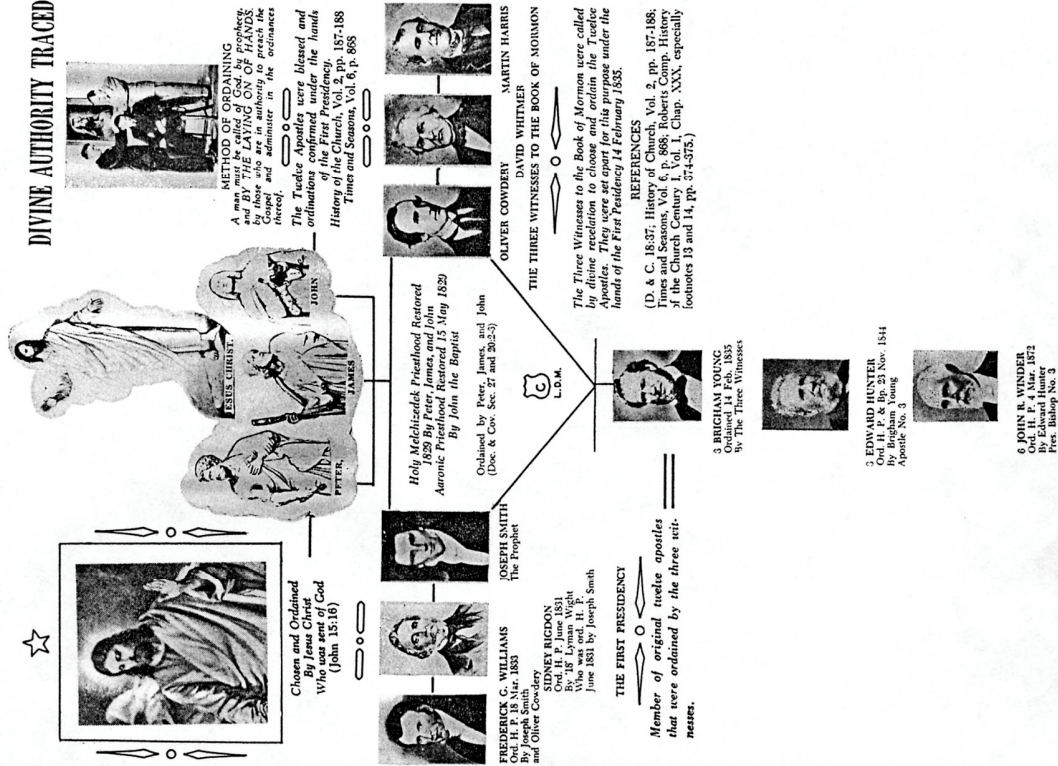 DIVINE AUTHORITY TRACED
METHOD OF ORDAINING
A man must be called of God, by prophecy,
and BY THE LAYING ON OF HANDS,
by those who are in authority to preach the
Gospel and administer in the ordinances
thereof.
The Twelve Apostles were blessed and
ordinations confirmed under the hands
of the First Presidency.
History of the Church, Vol. 2, pp. 187-188
Times and Seasons, Vol. 6, p. 868
JESUS CHRIST.
PETER,
JAMES
JOHN
Chosen and Ordained
By Jesus Christ
Who was sent of God
(John 15:16)
Holy Melchizedek Priesthood Restored
1829 By Peter, James, and John
Aaronic Priesthood Restored 15 May 1829
By John the Baptist
Ordained by Peter, James, and John
(Doc. & Cov. Sec. 27 and 20:2-3)
C
L.D.M.
FREDERICK G. WILLIAMS
Ord. H. P. 18 Mar. 1833
By Joseph Smith
and Oliver Cowdery
SIDNEY RIGDON
Ord. H. P. June 1831
By '18' Lyman Wight
Who was ord. H. P.
June 1831 by Joseph Smith
JOSEPH SMITH
The Prophet
THE FIRST PRESIDENCY
OLIVER COWDERY
DAVID WHITMER
MARTIN HARRIS
THE THREE WITNESSES TO THE BOOK OF MORMON
The Three Witnesses to the Book of Mormon were called
by divine revelation to choose and ordain the Twelve
Apostles. They were set apart for this purpose under the
hands of the First Pesidency 14 February 1835.
REFERENCES
(D. & C. 18:37; History of Church, Vol. 2, pp. 187-188;
Times and Seasons, Vol. 6, p. 868; Roberts Comp. History
of the Church Century I, Vol. 1, Chap. XXX, especially
footnotes 13 and 14, pp. 374-375.)
Member of original twelve apostles
that were ordained by the three wit-
nesses.
3 BRIGHAM YOUNG
Ordained 14 Feb. 1835
By The Three Witnesses
EDWARD HUNTER
Ord H. P. & Bp. 23 Nov. 1844
By Brigham Young
Apostle No. 3
6 JOHN R. WINDER
Ord. H. P. 4 Mar. 1872
By Edward Hunter
Pres. Bishop No. 3